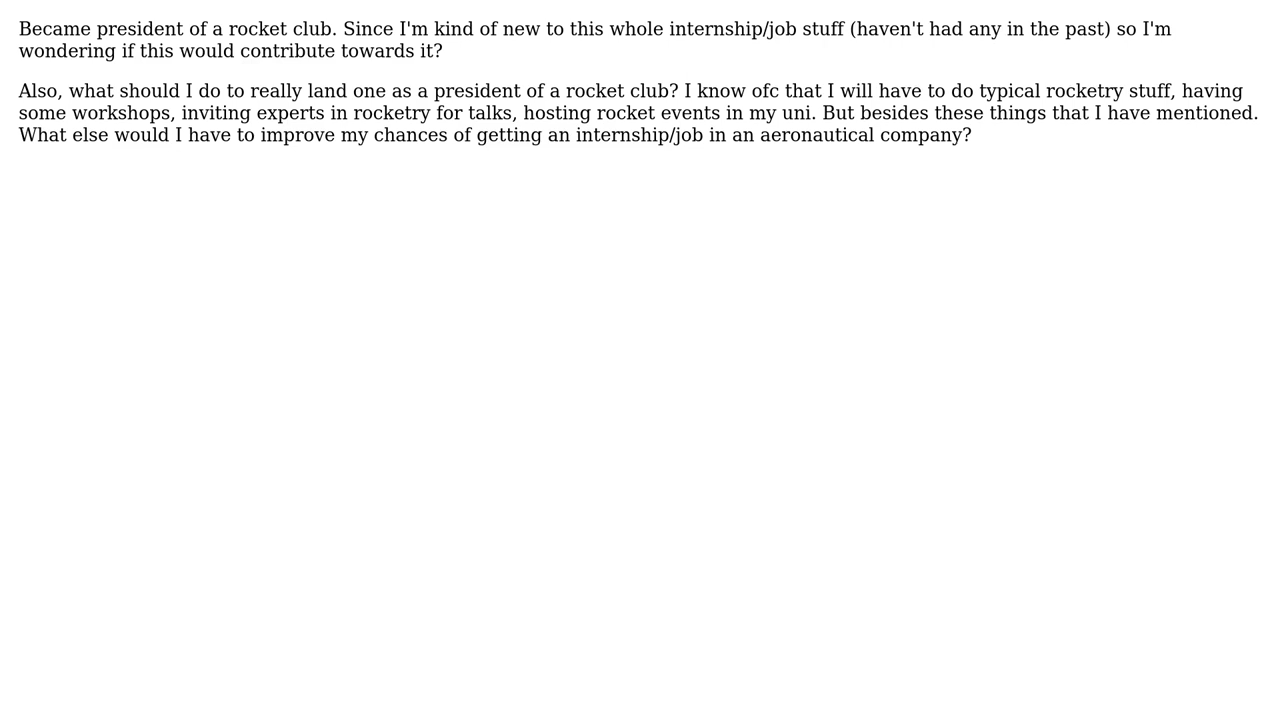 Became president of a rocket club. Since I'm kind of new to this whole internship/job stuff (haven't had any in the past) so I'm
wondering if this would contribute towards it?
Also, what should I do to really land one as a president of a rocket club? I know ofc that I will have to do typical rocketry stuff, having
some workshops, inviting experts in rocketry for talks, hosting rocket events in my uni. But besides these things that I have mentioned.
What else would I have to improve my chances of getting an internship/job in an aeronautical company?